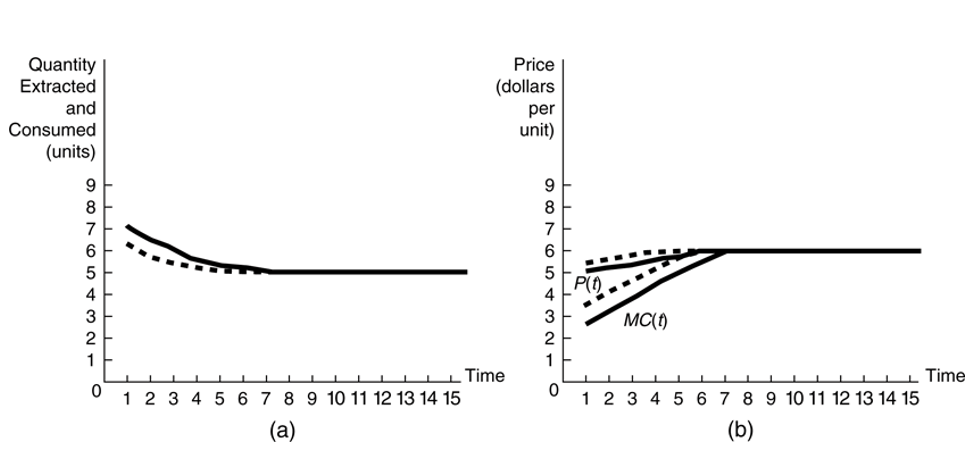 Quantity
Extracted
and
Consumed
(units)
9
8
7
6
5
4
3
2
1
0
1 2 3 4 5 6 7 8 9 10 11 12 13 14 15
Time
(a)
Price
(dollars
per
unit)
9
8
7
6
5
4
3
2
1
0
P(t)
MC(t)
1 2 3 4 5 6 7 8 9 10 11 12 13 14 15
Time
(b)